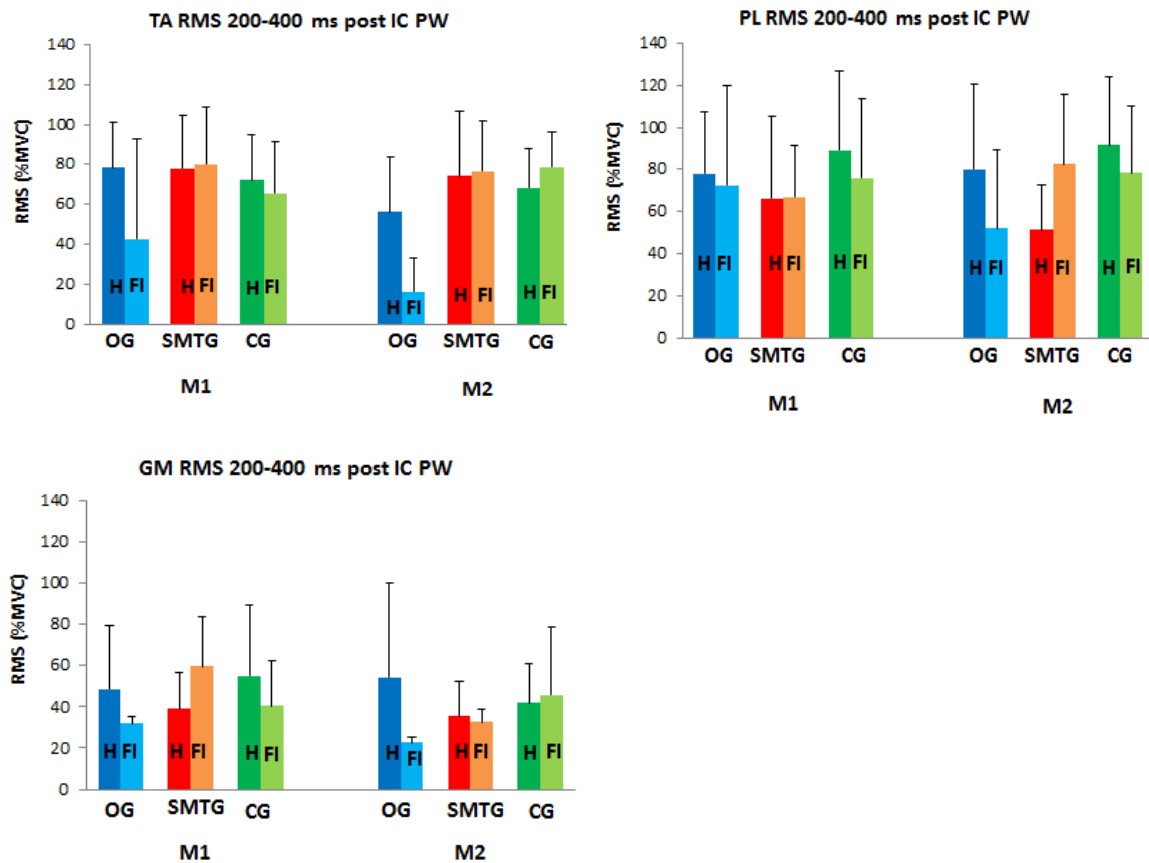 TA RMS 200-400 ms post IC PW
140
120
100
80
60
40
20
0
RMS (%MVC)
H FI H FI H FI H FI H FI H FI
OG SMTG CG OG SMTG CG
M1 M2
PL RMS 200-400 ms post IC PW
140
120
100
80
60
40
20
0
RMS (%MVC)
H FI H FI H FI H FI H FI H FI
OG SMTG CG OG SMTG CG
M1 M2
GM RMS 200-400 ms post IC PW
140
120
100
80
60
40
20
0
RMS (%MVC)
H FI H FI H FI H FI H FI H FI
OG SMTG CG OG SMTG CG
M1 M2